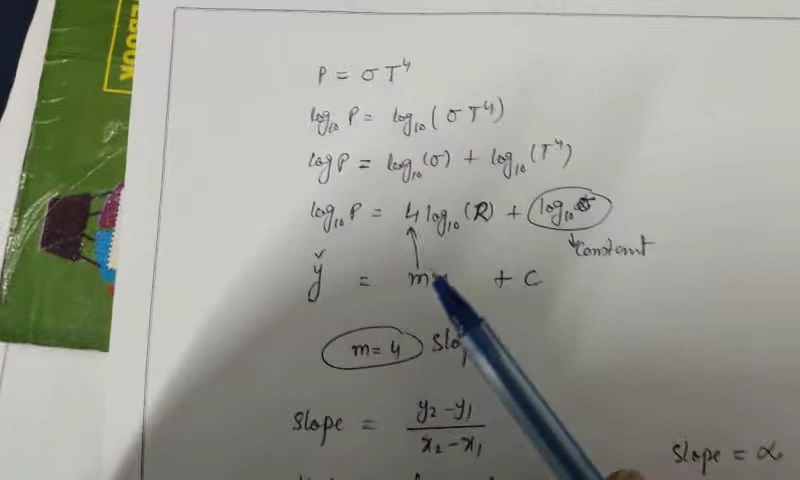 P = σ T⁴
log₁₀ P = log₁₀ (σ T⁴)
log P = log₁₀ (σ) + log₁₀ (T⁴)
log₁₀ P = 4 log₁₀ (R) + log₁₀ σ
constant
y = m + c
m = 4
slope = y₂ - y₁ / x₂ - x₁
slope = α